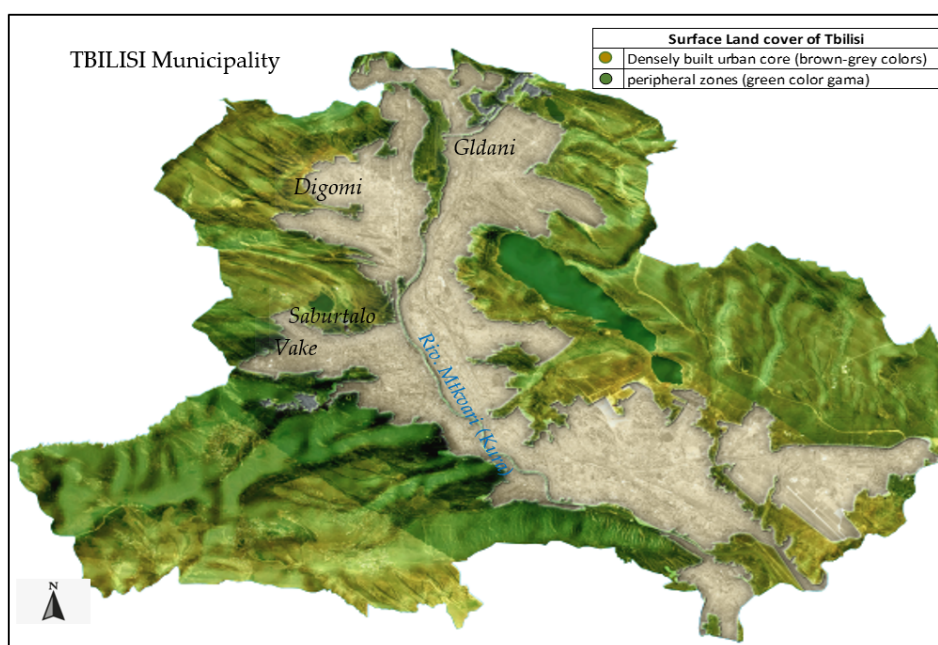 TBILISI Municipality
Surface Land cover of Tbilisi
Densely built urban core (brown-grey colors)
peripheral zones (green color gama)
Gldani
Digomi
Saburtalo
Vake
Riv. Mtkvari (Kura)
N